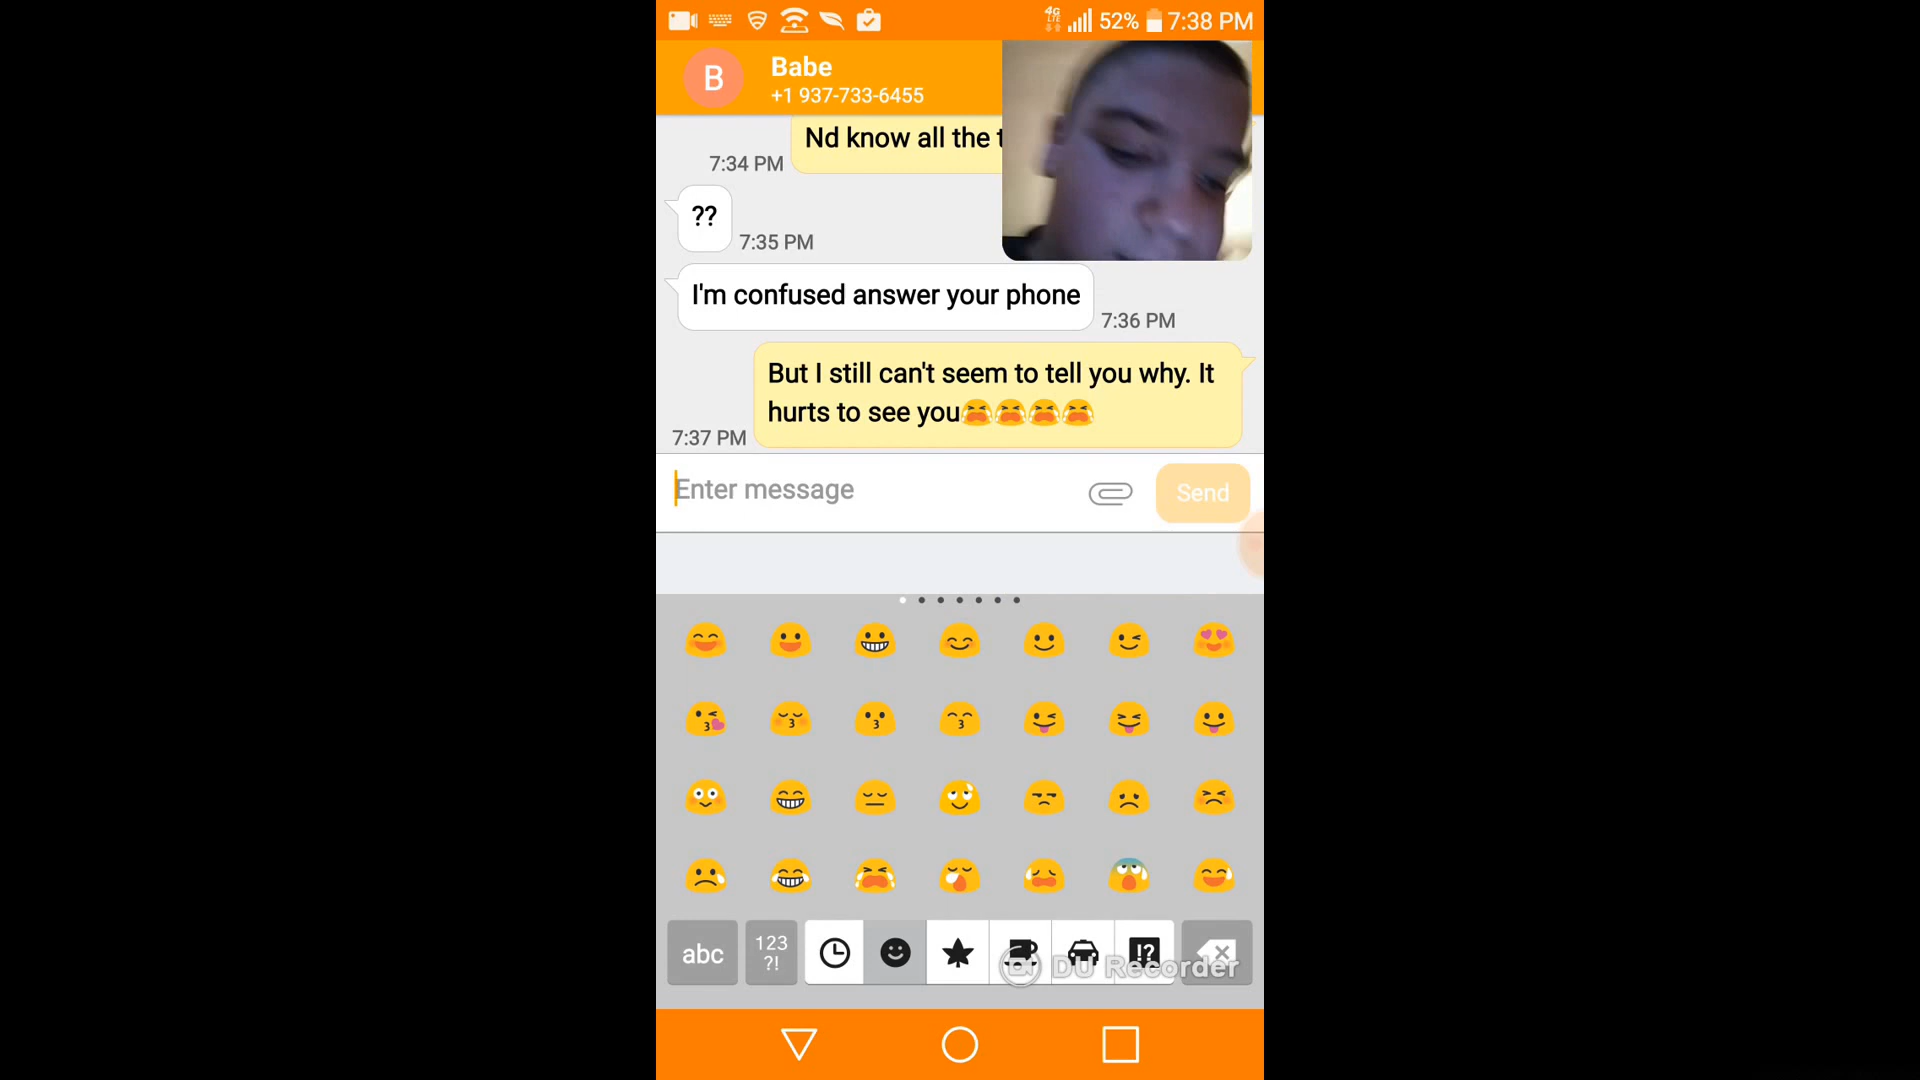 4G
LTE
52%
7:38 PM
B
Babe
+1 937-733-6455
Nd know all the
7:34 PM
??
7:35 PM
I'm confused answer your phone
7:36 PM
But I still can't seem to tell you why. It
hurts to see you😭😭😭😭
7:37 PM
Enter message
Send
abc
123
?!
!?
DU Recorder